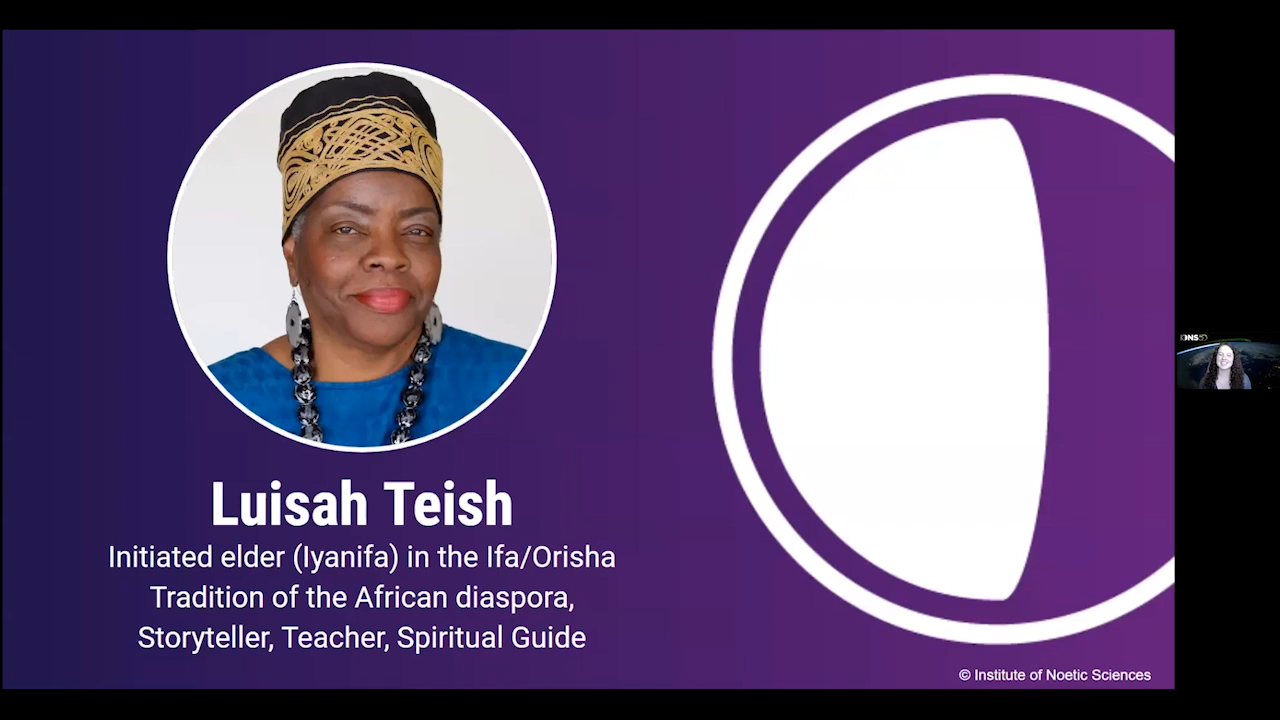 Luisah Teish
Initiated elder (Iyanifa) in the Ifa/Orisha
Tradition of the African diaspora,
Storyteller, Teacher, Spiritual Guide
© Institute of Noetic Sciences